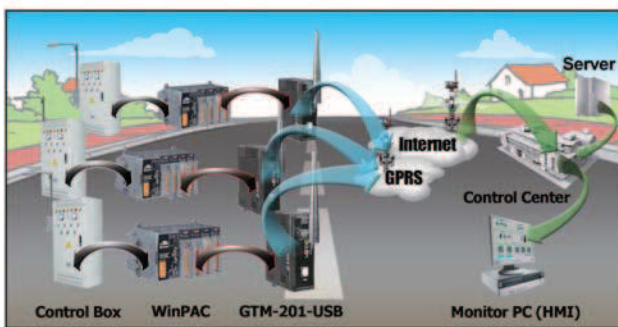 Server
Internet
GPRS
Control Center
Control Box
WinPAC
GTM-201-USB
Monitor PC (HMI)